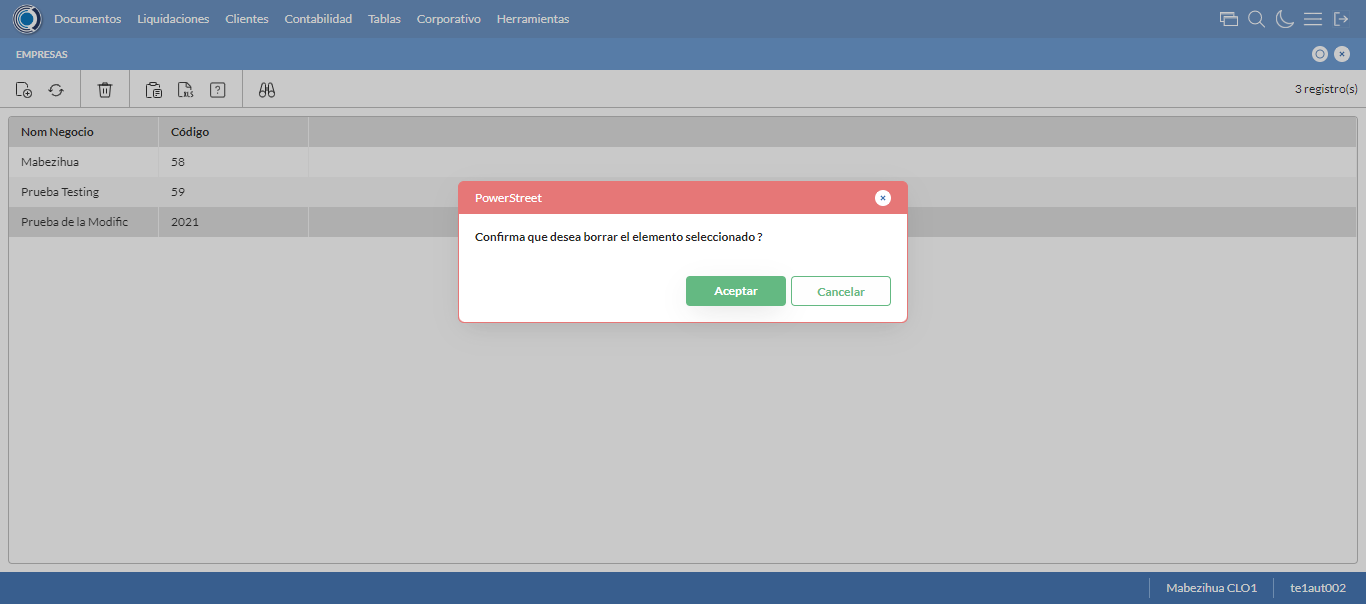 Documentos Liquidaciones Clientes Contabilidad Tablas Corporativo Herramientas
EMPRESAS
XLS ? 3 registro(s)
Nom Negocio Código
Mabezihua 58
Prueba Testing 59
Prueba de la Modific 2021
PowerStreet
Confirma que desea borrar el elemento seleccionado ?
Aceptar Cancelar
Mabezihua CLO1 te1aut002